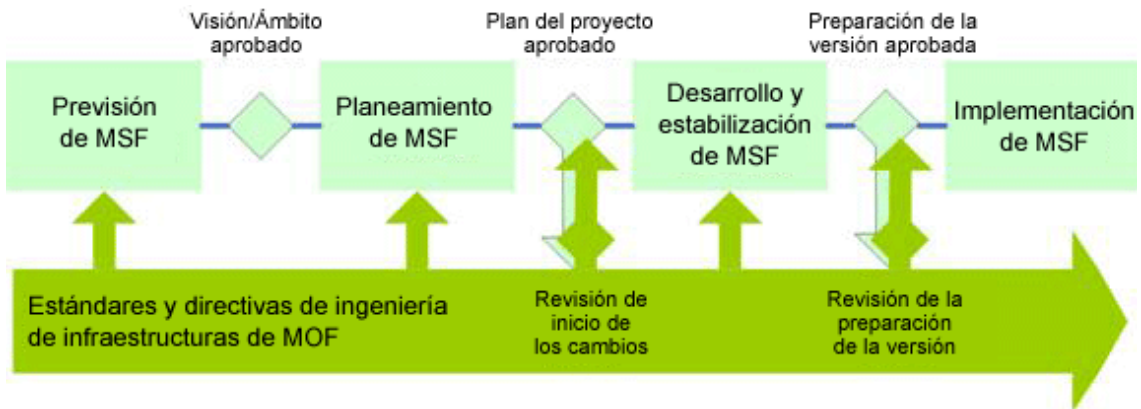 Visión/Ámbito
aprobado
Plan del proyecto
aprobado
Preparación de la
versión aprobada
Previsión
de MSF
Planeamiento
de MSF
Desarrollo y
estabilización
de MSF
Implementación
de MSF
Estándares y directivas de ingeniería
de infraestructuras de MOF
Revisión de
inicio de
los cambios
Revisión de la
preparación
de la versión